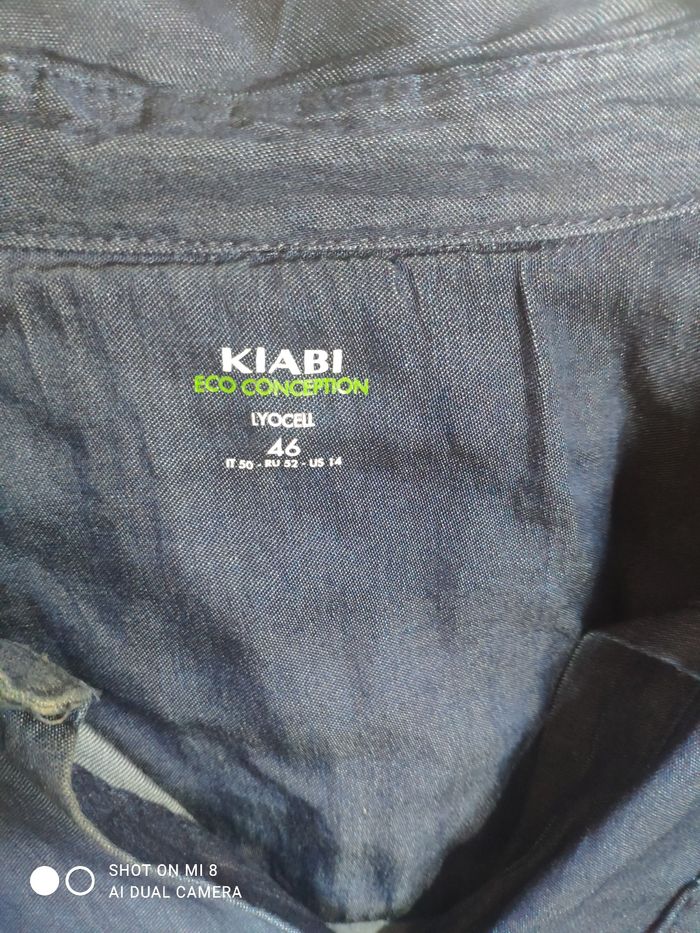 KIABI
ECO CONCEPTION
LYOCELL
46
IT 50 - RU 52 - US 14
SHOT ON MI 8
AI DUAL CAMERA